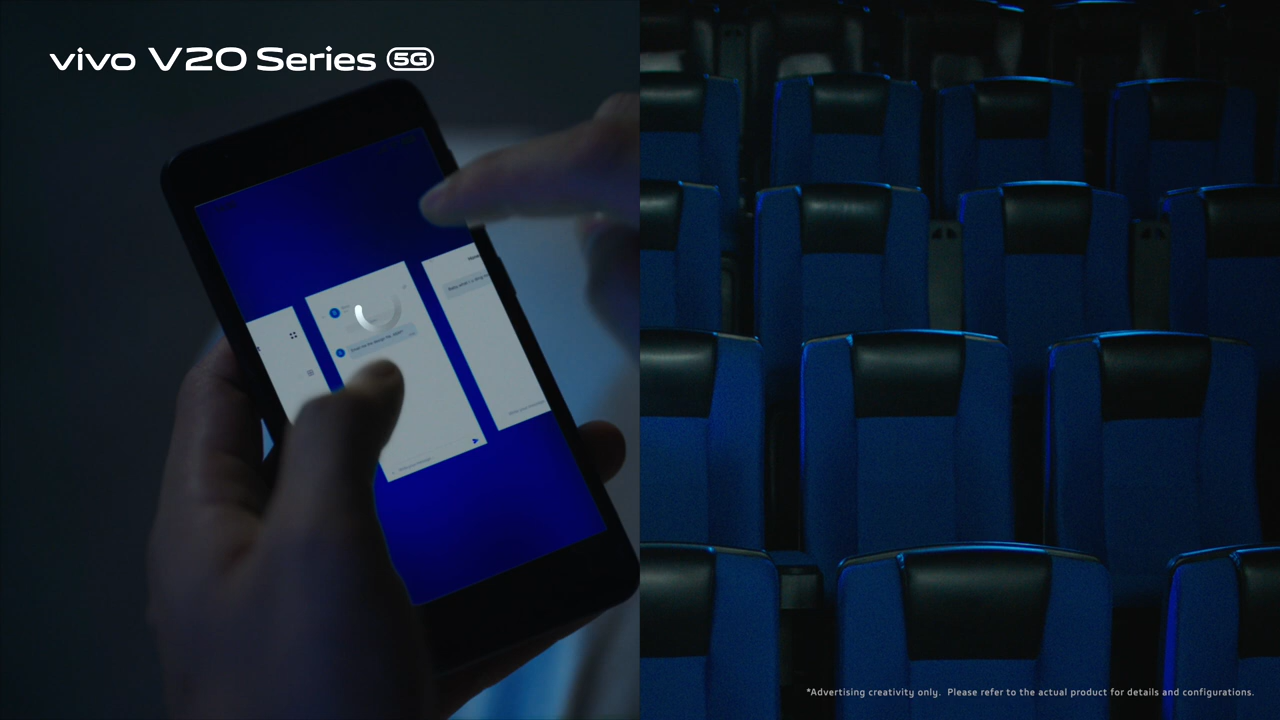 vivo V20 Series 5G
*Advertising creativity only. Please refer to the actual product for details and configurations.